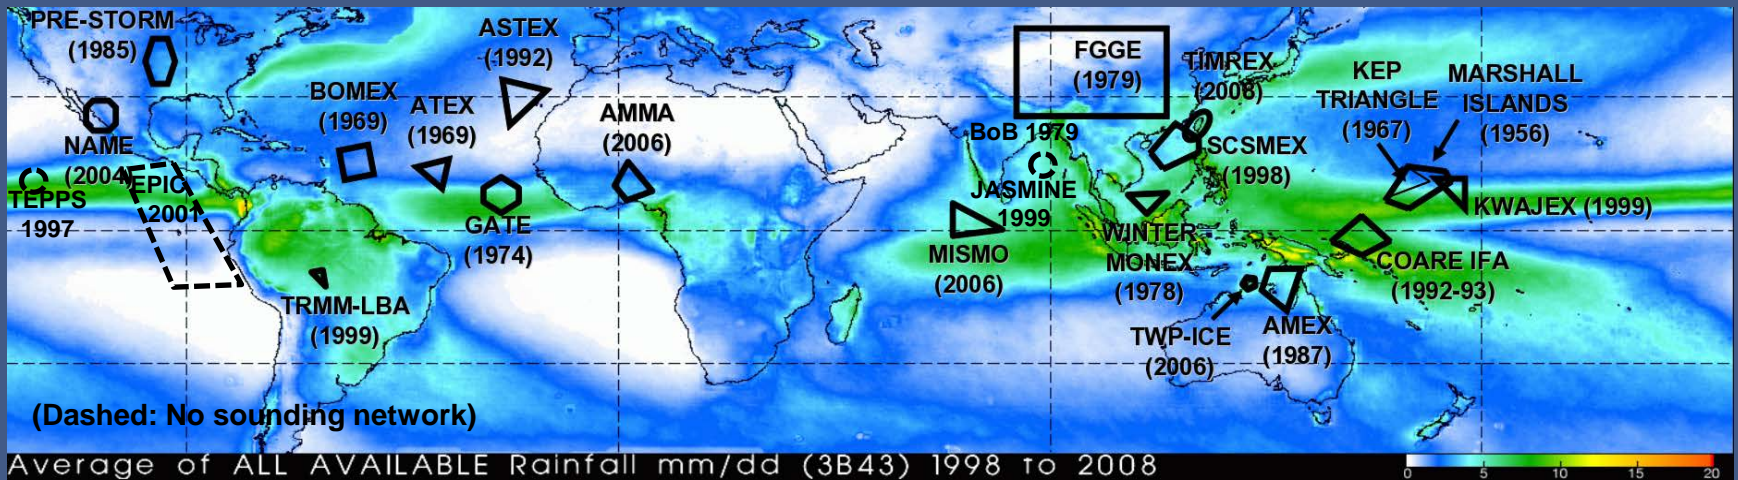 PRE-STORM
(1985)
NAME
(2004)
TEPPS
1997
EPIC
2001
BOMEX
(1969)
ATEX
(1969)
ASTEX
(1992)
AMMA
(2006)
GATE
(1974)
TRMM-LBA
(1999)
FGGE
(1979)
TIMREX
(2008)
BoB 1979
JASMINE
1999
SCSMEX
(1998)
MISMO
(2006)
WINTER
MONEX
(1978)
KEP
TRIANGLE
(1967)
MARSHALL
ISLANDS
(1956)
KWAJEX (1999)
COARE IFA
(1992-93)
TWP-ICE
(2006)
AMEX
(1987)
(Dashed: No sounding network)
Average of ALL AVAILABLE Rainfall mm/dd (3B43) 1998 to 2008
0 5 10 15 20